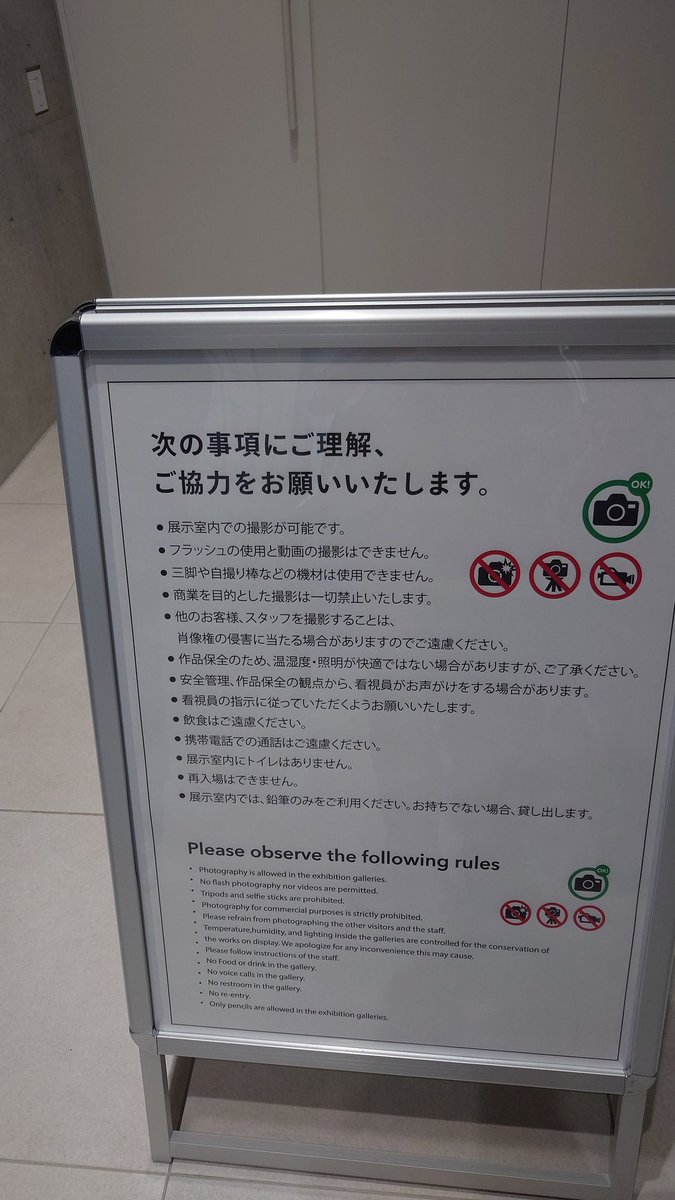 次の事項にご理解、
ご協力をお願いいたします。
OK!
●展示室内での撮影が可能です。
●フラッシュの使用と動画の撮影はできません。
●三脚や自撮り棒などの機材は使用できません。
●商業を目的とした撮影は一切禁止いたします。
●他のお客様、スタッフを撮影することは、
肖像権の侵害に当たる場合がありますのでご遠慮ください。
●作品保全のため、温湿度・照明が快適ではない場合がありますが、ご了承ください。
●安全管理、作品保全の観点から、看視員がお声がけをする場合があります。
●看視員の指示に従っていただくようお願いいたします。
●飲食はご遠慮ください。
●携帯電話での通話はご遠慮ください。
●展示室内にトイレはありません。
●再入場はできません。
●展示室内では、鉛筆のみをご利用ください。お持ちでない場合、貸し出します。
Please observe the following rules
OK!
• Photography is allowed in the exhibition galleries.
• No flash photography nor videos are permitted.
• Tripods and selfie sticks are prohibited.
• Photography for commercial purposes is strictly prohibited.
• Please refrain from photographing the other visitors and the staff.
• Temperature,humidity, and lighting inside the galleries are controlled for the conservation of
• the works on display. We apologize for any inconvenience this may cause.
• Please follow instructions of the staff.
• No Food or drink in the gallery.
• No voice calls in the gallery.
• No restroom in the gallery.
• No re-entry.
• Only pencils are allowed in the exhibition galleries.